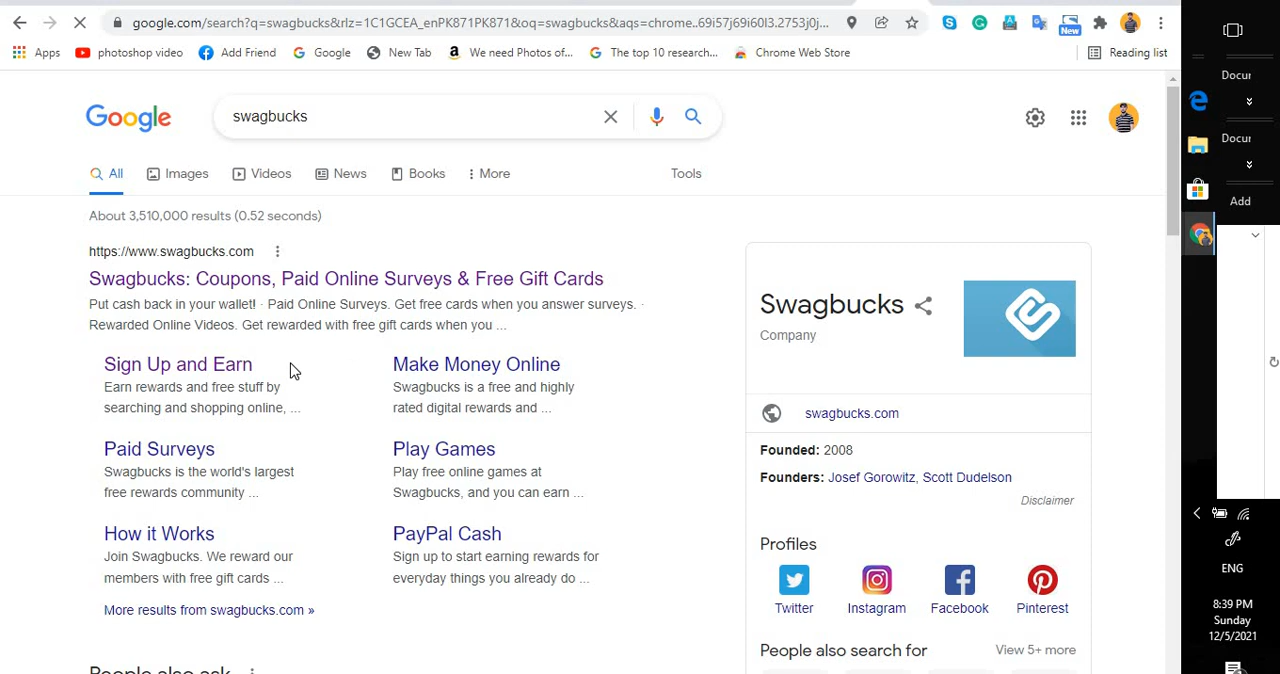 google.com/search?q=swagbucks&rlz=1C1GCEA_enPK871PK871&oq=swagbucks&aqs=chrome..69i57j69i60l3.2753j0j...
New
Apps
photoshop video
Add Friend
Google
New Tab
We need Photos of...
The top 10 research...
Chrome Web Store
Reading list
Google
swagbucks
All
Images
Videos
News
Books
More
Tools
About 3,510,000 results (0.52 seconds)
https://www.swagbucks.com
Swagbucks: Coupons, Paid Online Surveys & Free Gift Cards
Put cash back in your wallet! · Paid Online Surveys. Get free cards when you answer surveys. ·
Rewarded Online Videos. Get rewarded with free gift cards when you ...
Sign Up and Earn
Earn rewards and free stuff by
searching and shopping online, ...
Make Money Online
Swagbucks is a free and highly
rated digital rewards and ...
Paid Surveys
Swagbucks is the world's largest
free rewards community ...
Play Games
Play free online games at
Swagbucks, and you can earn ...
How it Works
Join Swagbucks. We reward our
members with free gift cards ...
PayPal Cash
Sign up to start earning rewards for
everyday things you already do ...
More results from swagbucks.com »
People also ask
Swagbucks
Company
swagbucks.com
Founded: 2008
Founders: Josef Gorowitz, Scott Dudelson
Disclaimer
Profiles
Twitter
Instagram
Facebook
Pinterest
People also search for
View 5+ more
Docur
Docur
Add
ENG
8:39 PM
Sunday
12/5/2021